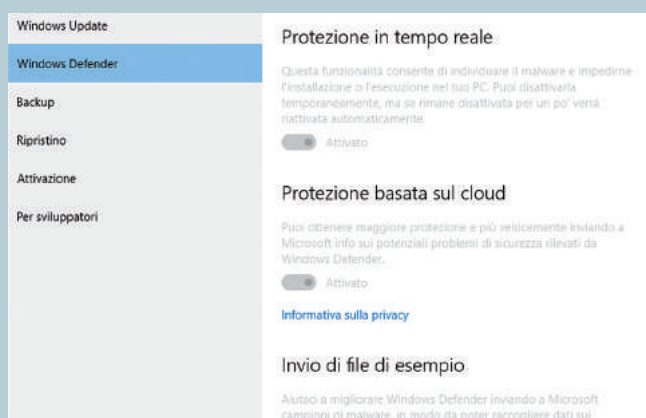 Windows Update
Windows Defender
Backup
Ripristino
Attivazione
Per sviluppatori
Protezione in tempo reale
Questa funzionalità consente di individuare il malware e impedirne
l'installazione o l'esecuzione nel tuo PC. Puoi disattivarla
temporaneamente, ma se rimane disattivata per un po' verrà
riattivata automaticamente.
Attivato
Protezione basata sul cloud
Puoi ottenere maggiore protezione e più velocemente inviando a
Microsoft info sui potenziali problemi di sicurezza rilevati da
Windows Defender.
Attivato
Informativa sulla privacy
Invio di file di esempio
Aiutaci a migliorare Windows Defender inviando a Microsoft
campioni di malware, in modo da poter raccogliere dati sui